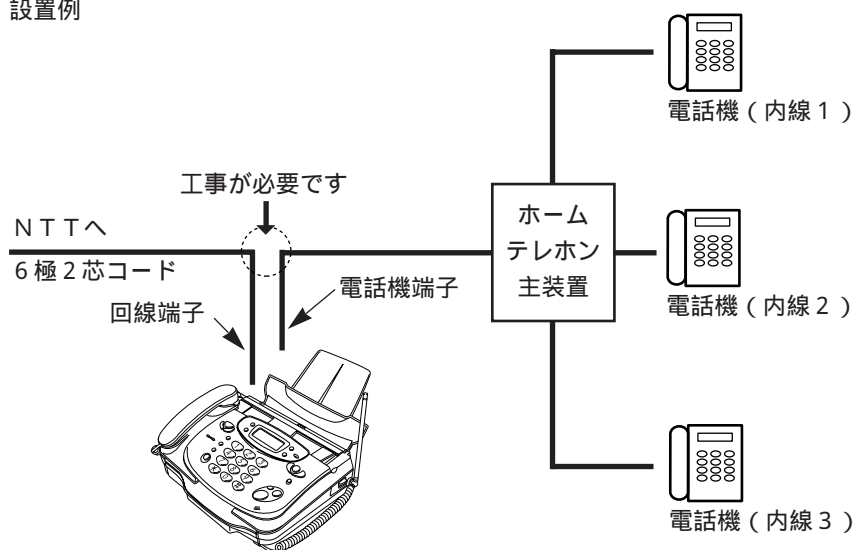 設置例
電話機（内線1）
工事が必要です
NTTへ
6極2芯コード
回線端子
電話機端子
ホーム
テレホン
主装置
電話機（内線2）
電話機（内線3）